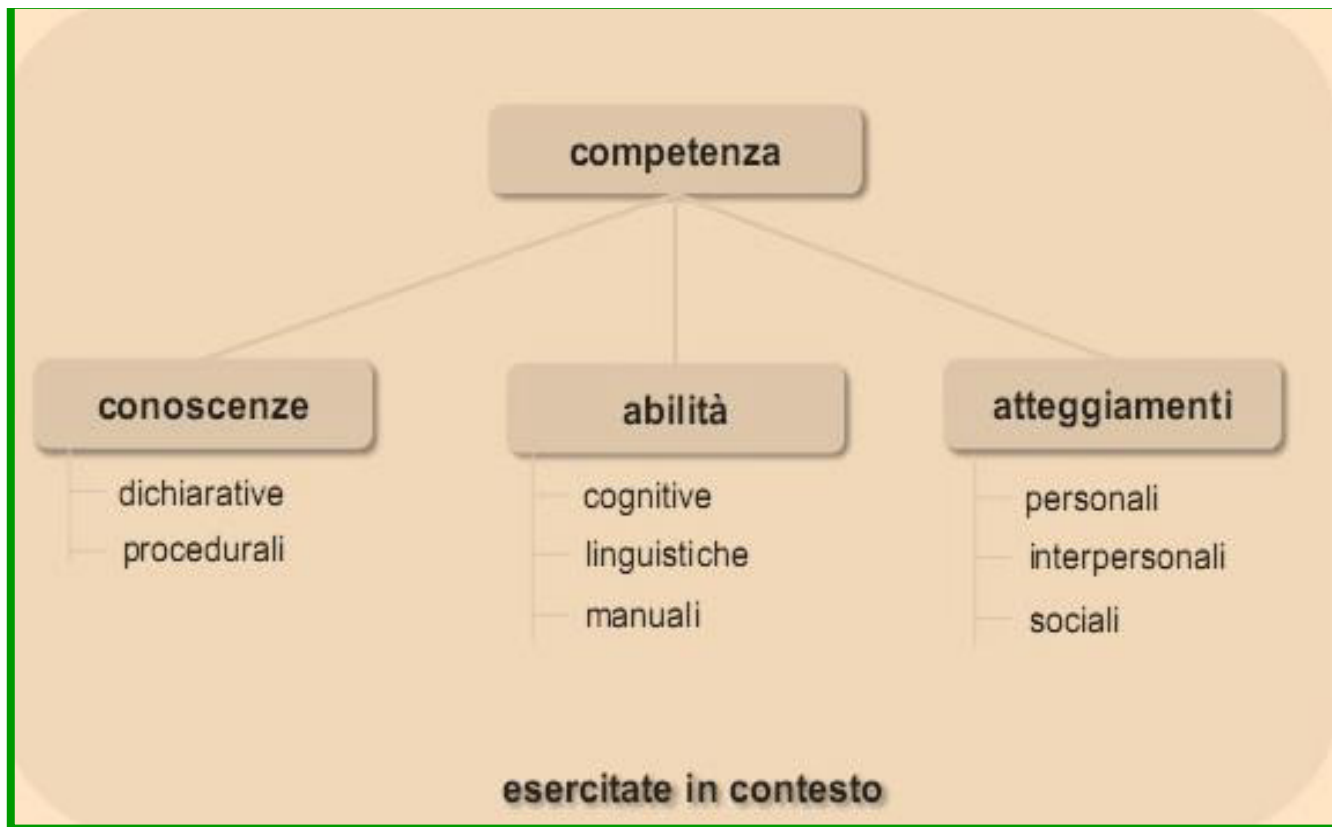 competenza
conoscenze
dichiarative
procedurali
abilità
cognitive
linguistiche
manuali
atteggiamenti
personali
interpersonali
sociali
esercitate in contesto